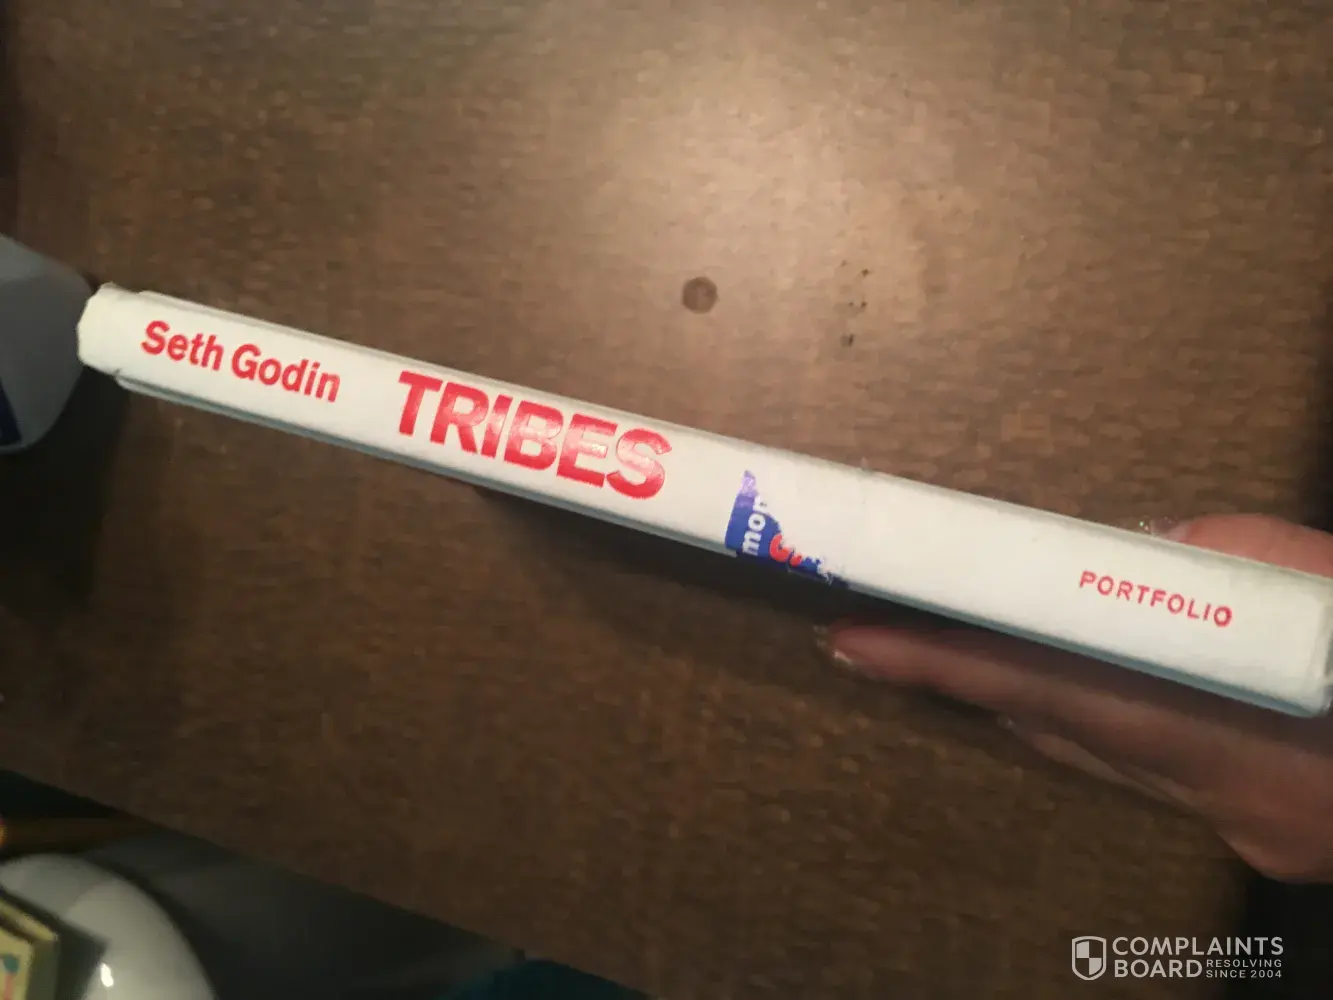 Seth Godin TRIBES PORTFOLIO
COMPLAINTS
BOARD RESOLVING
SINCE 2004